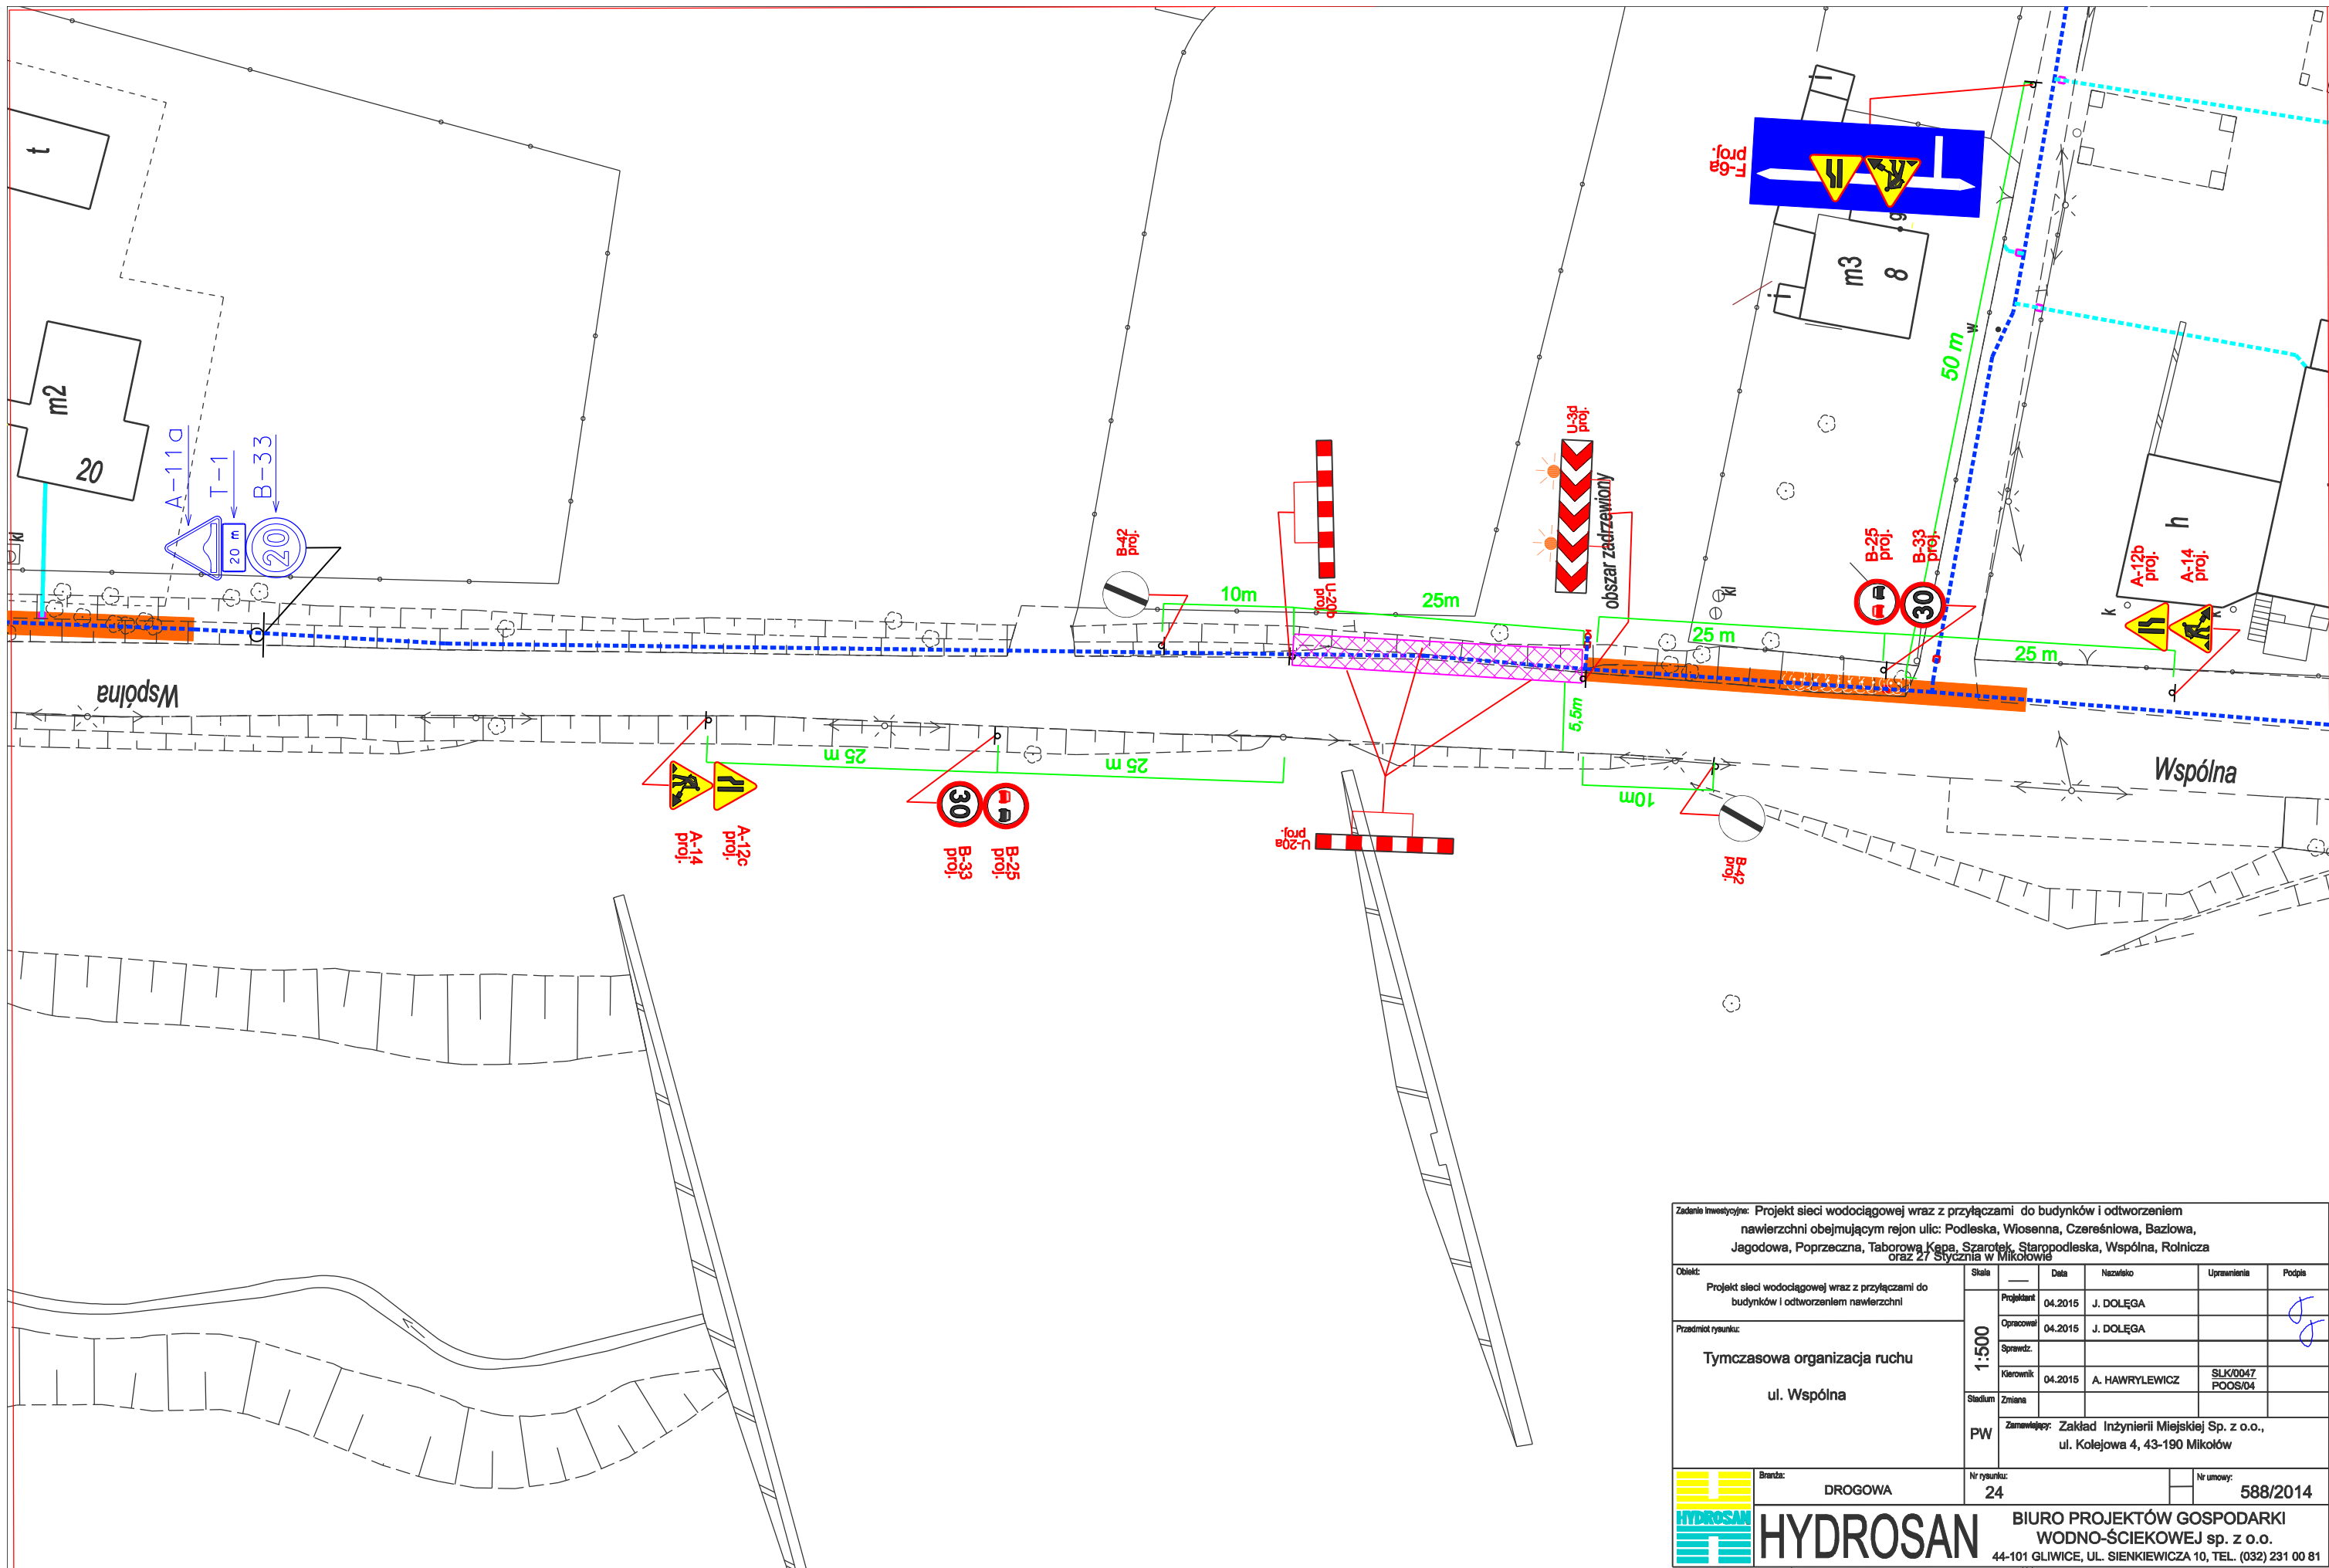 t
m2
20
kl
A-11a
T-1
B-33
20 m
20
Wspólna
B-42
proj.
10m
U-20b
proj.
25m
U-3d
proj.
obszar zadrzewiony
T-6a
proj.
i
g
m3
8
i
w
50 m
kl
B-25
proj.
B-33
proj.
30
25 m
25 m
h
k
k
A-12b
proj.
A-14
proj.
5,5m
25 m
25 m
10m
A-14
proj.
A-12c
proj.
30
B-33
proj.
B-25
proj.
U-20a
proj.
B-42
proj.
Wspólna
Zadanie inwestycyjne: Projekt sieci wodociągowej wraz z przyłączami do budynków i odtworzeniem
nawierzchni obejmującym rejon ulic: Podleska, Wiosenna, Czereśniowa, Bazlowa,
Jagodowa, Poprzeczna, Taborowa Kępa, Szarotek, Staropodleska, Wspólna, Rolnicza
oraz 27 Stycznia w Mikołowie
Obiekt:
Projekt sieci wodociągowej wraz z przyłączami do
budynków i odtworzeniem nawierzchni
Skala
Data
Nazwisko
Uprawnienia
Podpis
1:500
Projektant 04.2015 J. DOLĘGA
Opracował 04.2015 J. DOLĘGA
Sprawdz.
Kierownik 04.2015 A. HAWRYLEWICZ SLK/0047
POOS/04
Przedmiot rysunku:
Tymczasowa organizacja ruchu
ul. Wspólna
Stadium
Zmiana
PW
Zamawiający: Zakład Inżynierii Miejskiej Sp. z o.o.,
ul. Kolejowa 4, 43-190 Mikołów
Branża:
DROGOWA
Nr rysunku:
24
Nr umowy:
588/2014
HYDROSAN
HYDROSAN
BIURO PROJEKTÓW GOSPODARKI
WODNO-ŚCIEKOWEJ sp. z o.o.
44-101 GLIWICE, UL. SIENKIEWICZA 10, TEL. (032) 231 00 81